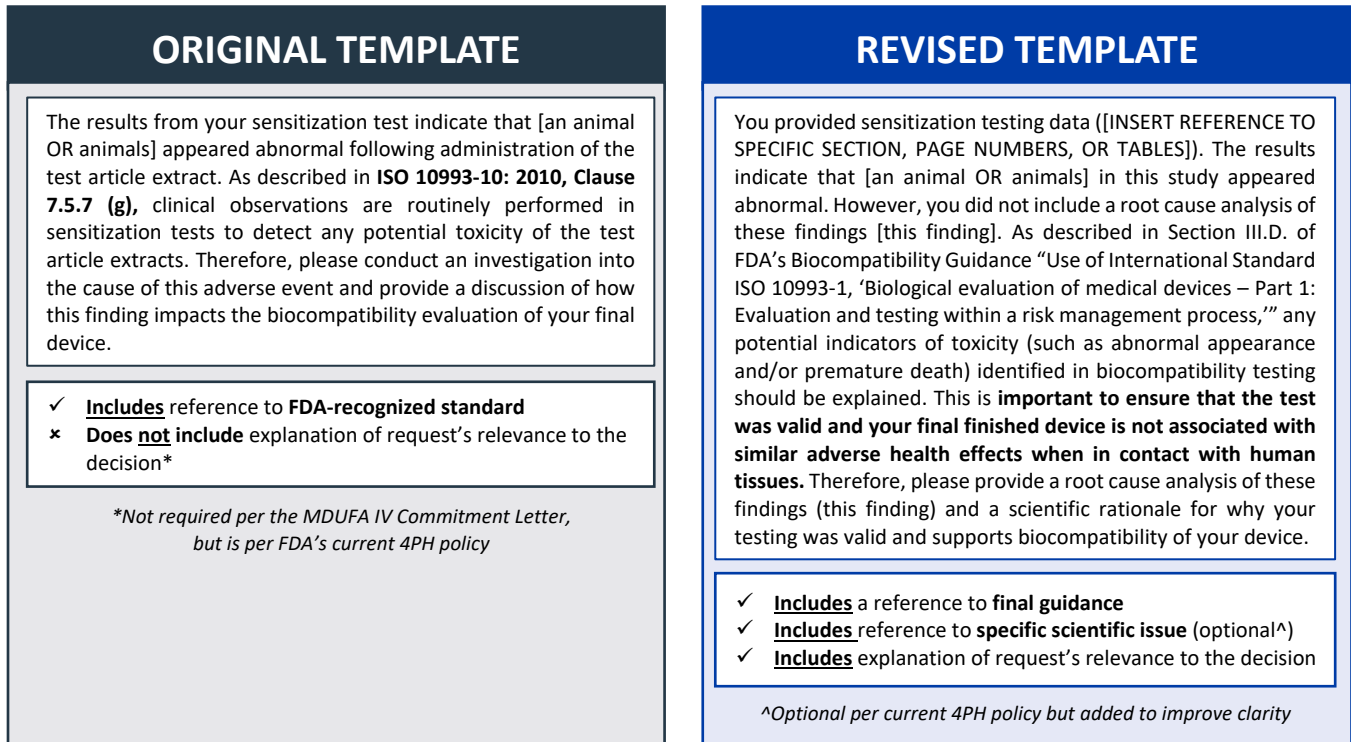 ORIGINAL TEMPLATE
The results from your sensitization test indicate that [an animal
OR animals] appeared abnormal following administration of the
test article extract. As described in ISO 10993-10: 2010, Clause
7.5.7 (g), clinical observations are routinely performed in
sensitization tests to detect any potential toxicity of the test
article extracts. Therefore, please conduct an investigation into
the cause of this adverse event and provide a discussion of how
this finding impacts the biocompatibility evaluation of your final
device.
✓ Includes reference to FDA-recognized standard
× Does not include explanation of request's relevance to the
decision*
*Not required per the MDUFA IV Commitment Letter,
but is per FDA's current 4PH policy
REVISED TEMPLATE
You provided sensitization testing data ([INSERT REFERENCE TO
SPECIFIC SECTION, PAGE NUMBERS, OR TABLES]). The results
indicate that [an animal OR animals] in this study appeared
abnormal. However, you did not include a root cause analysis of
these findings [this finding]. As described in Section III.D. of
FDA's Biocompatibility Guidance "Use of International Standard
ISO 10993-1, 'Biological evaluation of medical devices – Part 1:
Evaluation and testing within a risk management process,'" any
potential indicators of toxicity (such as abnormal appearance
and/or premature death) identified in biocompatibility testing
should be explained. This is important to ensure that the test
was valid and your final finished device is not associated with
similar adverse health effects when in contact with human
tissues. Therefore, please provide a root cause analysis of these
findings (this finding) and a scientific rationale for why your
testing was valid and supports biocompatibility of your device.
✓ Includes a reference to final guidance
✓ Includes reference to specific scientific issue (optional^)
✓ Includes explanation of request's relevance to the decision
^Optional per current 4PH policy but added to improve clarity